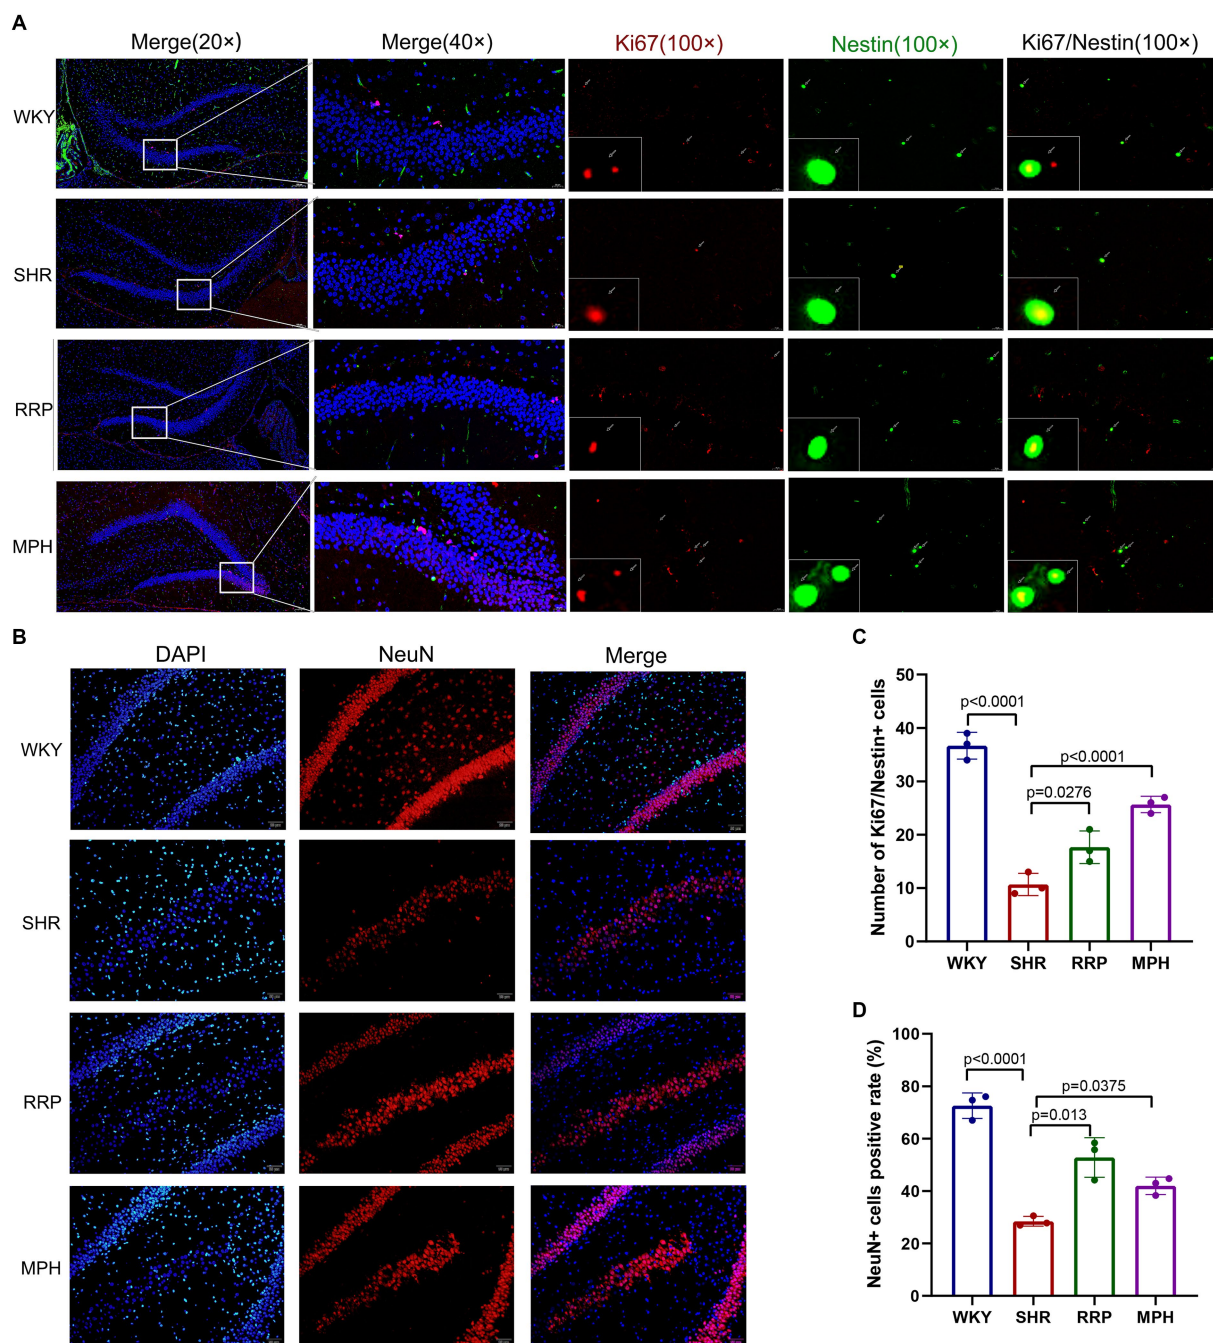 A
Merge(20×) Merge(40×) Ki67(100×) Nestin(100×) Ki67/Nestin(100×)
WKY
SHR
RRP
MPH
B
DAPI NeuN Merge
WKY
SHR
RRP
MPH
C
Number of Ki67/Nestin+ cells
50
40
30
20
10
0
p<0.0001
p<0.0001
p=0.0276
WKY SHR RRP MPH
D
NeuN+ cells positive rate (%)
100
80
60
40
20
0
p<0.0001
p=0.0375
p=0.013
WKY SHR RRP MPH